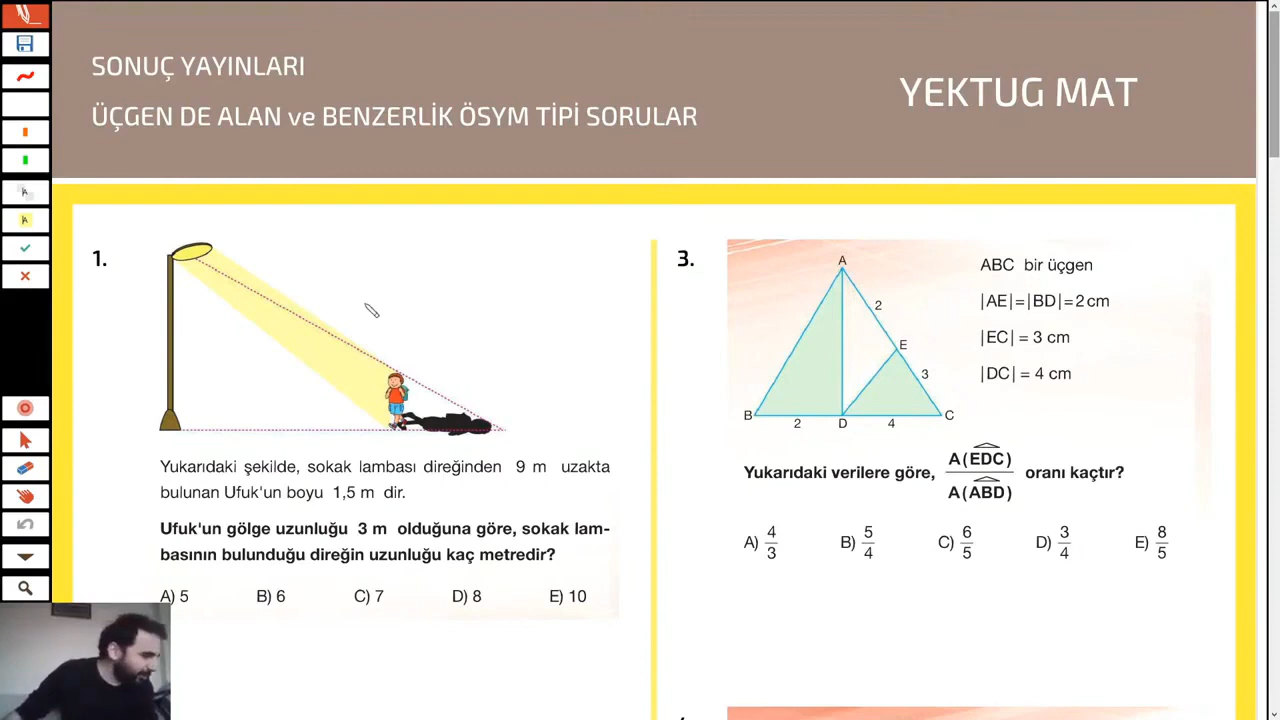 SONUÇ YAYINLARI
ÜÇGEN DE ALAN ve BENZERLİK ÖSYM TİPİ SORULAR
YEKTUG MAT
1.
Yukarıdaki şekilde, sokak lambası direğinden 9 m uzakta
bulunan Ufuk'un boyu 1,5 m dir.
Ufuk'un gölge uzunluğu 3 m olduğuna göre, sokak lam-
basının bulunduğu direğin uzunluğu kaç metredir?
A) 5 B) 6 C) 7 D) 8 E) 10
3.
A
2
E
3
B
2
D
4
C
ABC bir üçgen
|AE|=|BD|=2 cm
|EC| = 3 cm
|DC| = 4 cm
Yukarıdaki verilere göre, A(EDC) / A(ABD) oranı kaçtır?
A) 4/3 B) 5/4 C) 6/5 D) 3/4 E) 8/5